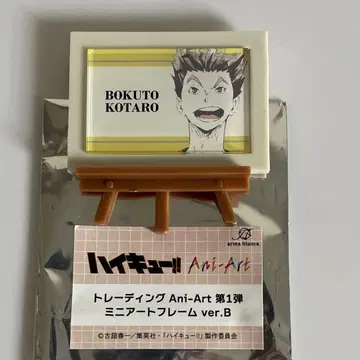 BOKUTO
KOTARO
arma bianca
ハイキュー!! Ani-Art
トレーディング Ani-Art 第1弾
ミニアートフレーム ver.B
©古舘春一／集英社・「ハイキュー!!」製作委員会